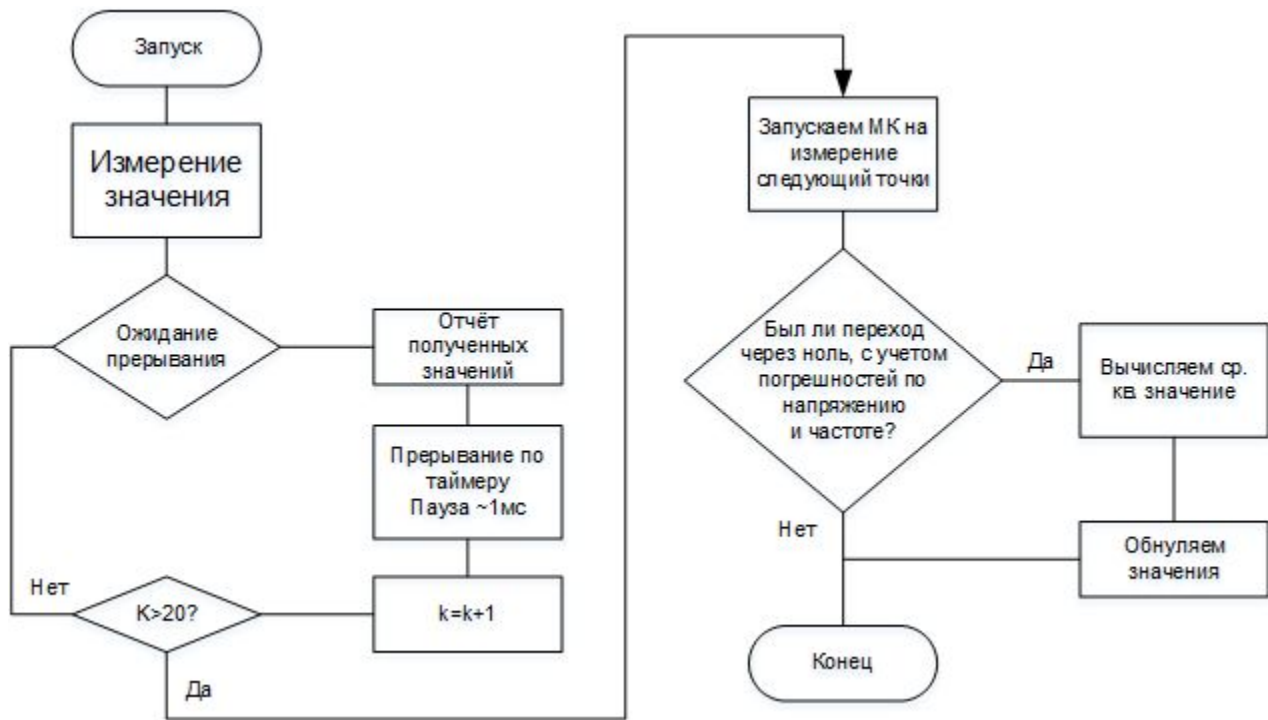 Запуск
Измерение
значения
Ожидание
прерывания
Отчёт
полученных
значений
Прерывание по
таймеру
Пауза ~1мс
k=k+1
K>20?
Нет
Да
Запускаем МК на
измерение
следующий точки
Был ли переход
через ноль, с учетом
погрешностей по
напряжению
и частоте?
Да
Вычисляем ср.
кв. значение
Обнуляем
значения
Нет
Конец